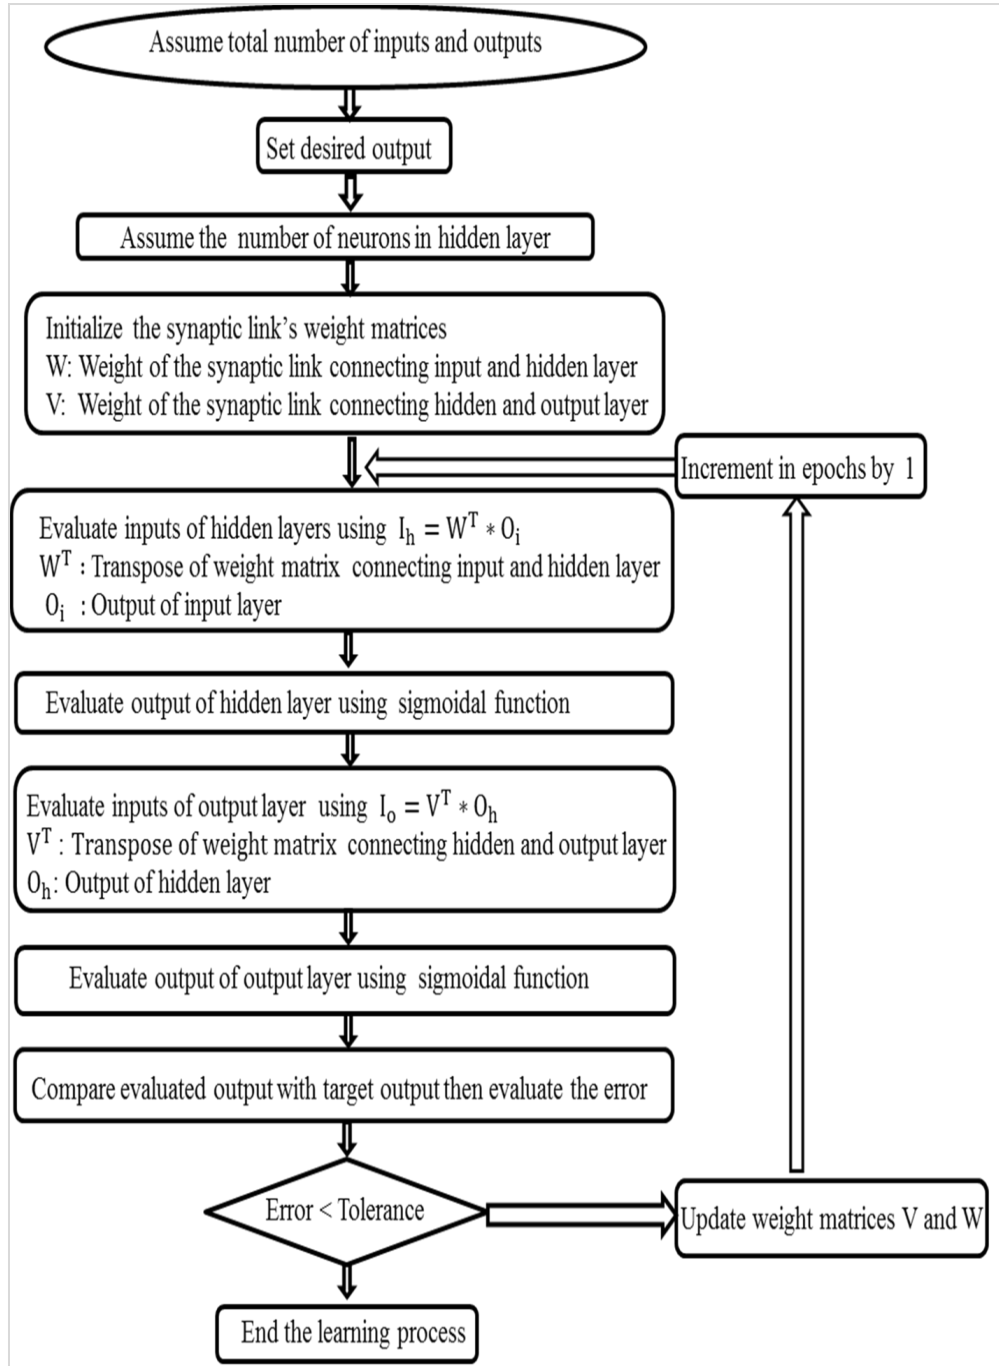 Assume total number of inputs and outputs
Set desired output
Assume the number of neurons in hidden layer
Initialize the synaptic link's weight matrices
W: Weight of the synaptic link connecting input and hidden layer
V: Weight of the synaptic link connecting hidden and output layer
Increment in epochs by 1
Evaluate inputs of hidden layers using I_h = W^T * O_i
W^T : Transpose of weight matrix connecting input and hidden layer
O_i : Output of input layer
Evaluate output of hidden layer using sigmoidal function
Evaluate inputs of output layer using I_o = V^T * O_h
V^T : Transpose of weight matrix connecting hidden and output layer
O_h : Output of hidden layer
Evaluate output of output layer using sigmoidal function
Compare evaluated output with target output then evaluate the error
Error < Tolerance
Update weight matrices V and W
End the learning process